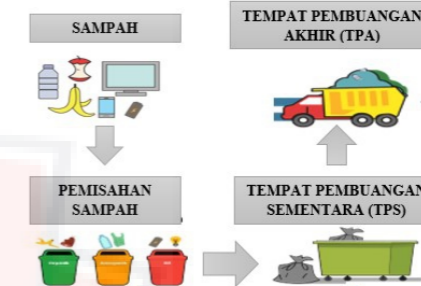 SAMPAH
TEMPAT PEMBUANGAN
AKHIR (TPA)
PEMISAHAN
SAMPAH
TEMPAT PEMBUANGAN
SEMENTARA (TPS)